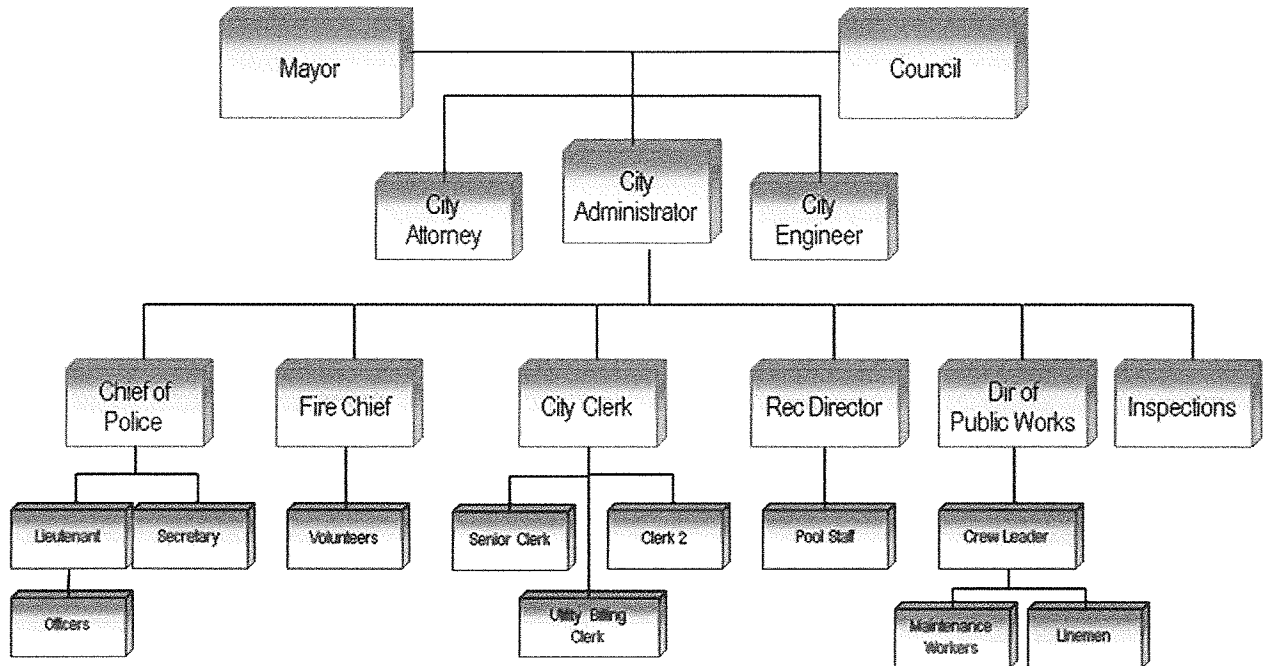 Mayor
Council
City
Attorney
City
Administrator
City
Engineer
Chief of
Police
Fire Chief
City Clerk
Rec Director
Dir of
Public Works
Inspections
Lieutenant
Secretary
Volunteers
Senior Clerk
Clerk 2
Pool Staff
Crew Leader
Officers
Utility Billing
Clerk
Maintenance
Workers
Linemen